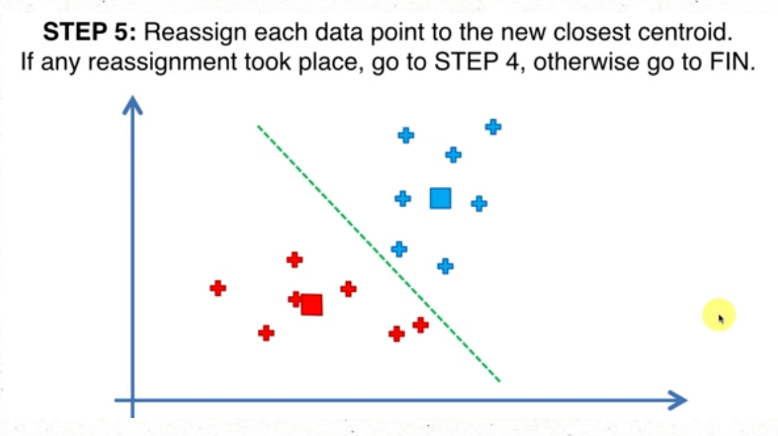 STEP 5: Reassign each data point to the new closest centroid.
If any reassignment took place, go to STEP 4, otherwise go to FIN.